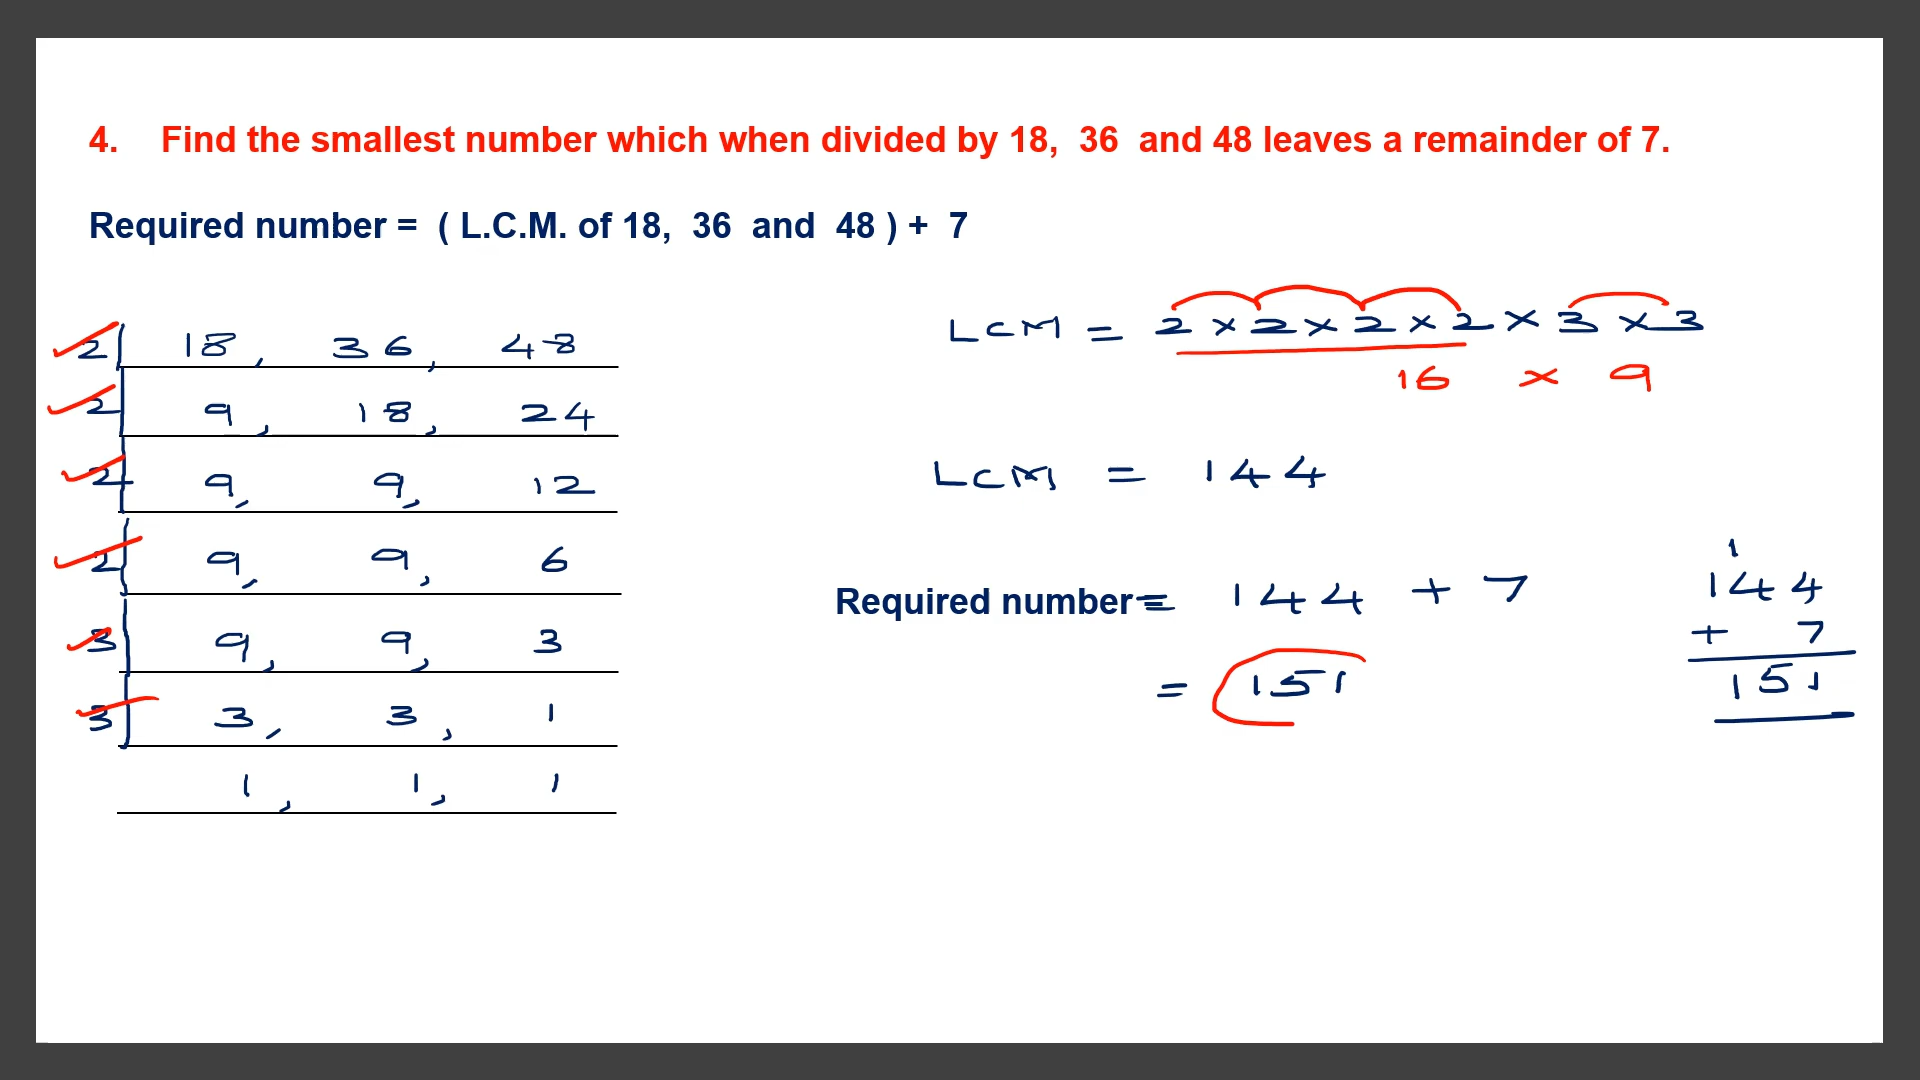 4. Find the smallest number which when divided by 18, 36 and 48 leaves a remainder of 7.
Required number = ( L.C.M. of 18, 36 and 48 ) + 7
2 | 18, 36, 48
2 | 9, 18, 24
2 | 9, 9, 12
2 | 9, 9, 6
3 | 9, 9, 3
3 | 3, 3, 1
1, 1, 1
LCM = 2 × 2 × 2 × 2 × 3 × 3
16 × 9
LCM = 144
Required number = 144 + 7
= 151
1
144
+ 7
151